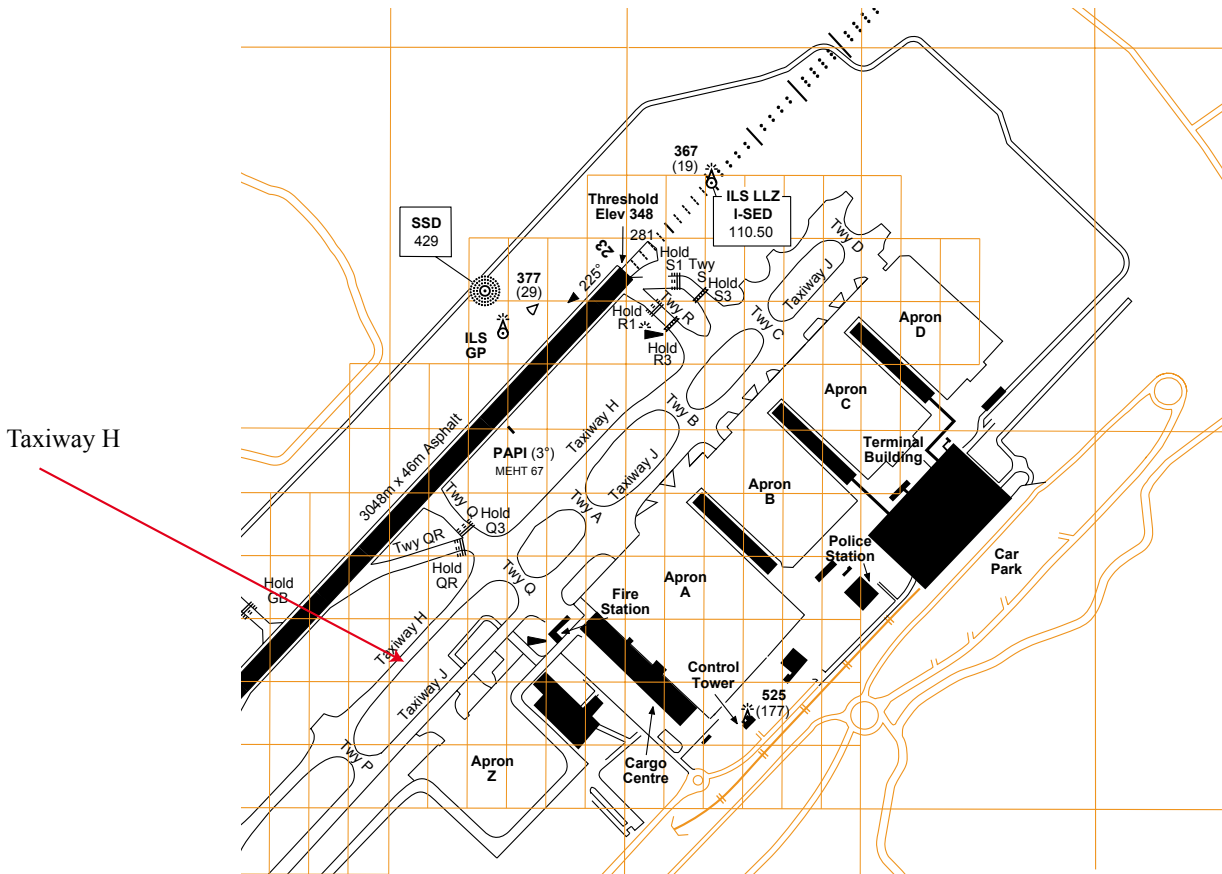 367
(19)
ILS LLZ
I-SED
110.50
Threshold
Elev 348
281
SSD
429
23
225°
377
(29)
ILS
GP
Hold
S1
Twy
S
Hold
S3
Hold
R1
Twy R
Hold
R3
Twy D
Taxiway J
Twy C
Apron
D
Apron
C
Twy B
Taxiway H
Taxiway J
Terminal
Building
Taxiway H
3048m x 46m Asphalt
PAPI (3°)
MEHT 67
Apron
B
Twy Q
Hold
Q3
Twy A
Twy QR
Hold
QR
Twy Q
Police
Station
Car
Park
Hold
GB
Apron
A
Fire
Station
Taxiway H
Taxiway J
Control
Tower
525
(177)
Twy P
Apron
Z
Cargo
Centre